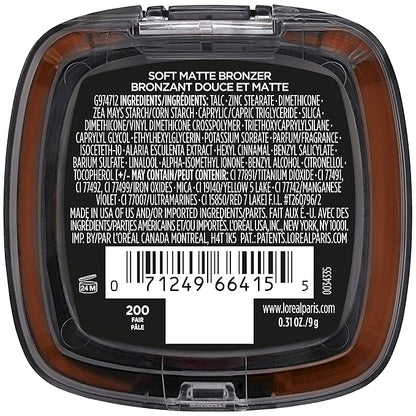 SOFT MATTE BRONZER
BRONZANT DOUCE ET MATTE
G974712 INGREDIENTS/INGRÉDIENTS: TALC • ZINC STEARATE • DIMETHICONE •
ZEA MAYS STARCH/CORN STARCH • CAPRYLIC/CAPRIC TRIGLYCERIDE • SILICA •
DIMETHICONE/VINYL DIMETHICONE CROSSPOLYMER • TRIETHOXYCAPRYLYLSILANE •
CAPRYLYL GLYCOL • ETHYLHEXYLGLYCERIN • POTASSIUM SORBATE • PARFUM/FRAGRANCE •
ISOCETETH-10 • ALARIA ESCULENTA EXTRACT • HEXYL CINNAMAL • BENZYL SALICYLATE •
BARIUM SULFATE • LINALOOL • ALPHA-ISOMETHYL IONONE • BENZYL ALCOHOL • CITRONELLOL •
TOCOPHEROL [+/- MAY CONTAIN/PEUT CONTENIR: CI 77891/TITANIUM DIOXIDE • CI 77491,
CI 77492, CI 77499/IRON OXIDES • MICA • CI 19140/YELLOW 5 LAKE • CI 77742/MANGANESE
VIOLET • CI 77007/ULTRAMARINES • CI 15850/RED 7 LAKE] F.I.L. #T260796/2
MADE IN USA OF US AND/OR IMPORTED INGREDIENTS/PARTS. FAIT AUX É.-U. AVEC DES
INGRÉDIENTS/PARTIES AMÉRICAINS ET/OU IMPORTÉS. L'ORÉAL USA, INC., NEW YORK, NY 10001.
IMP. BY/PAR L'ORÉAL CANADA MONTREAL, H4T 1K5 PAT.: PATENTS.LOREALPARIS.COM
24 M
0 71249 66415 5
0034335
200
FAIR
PÂLE
www.lorealparis.com
0.31 OZ./9 g